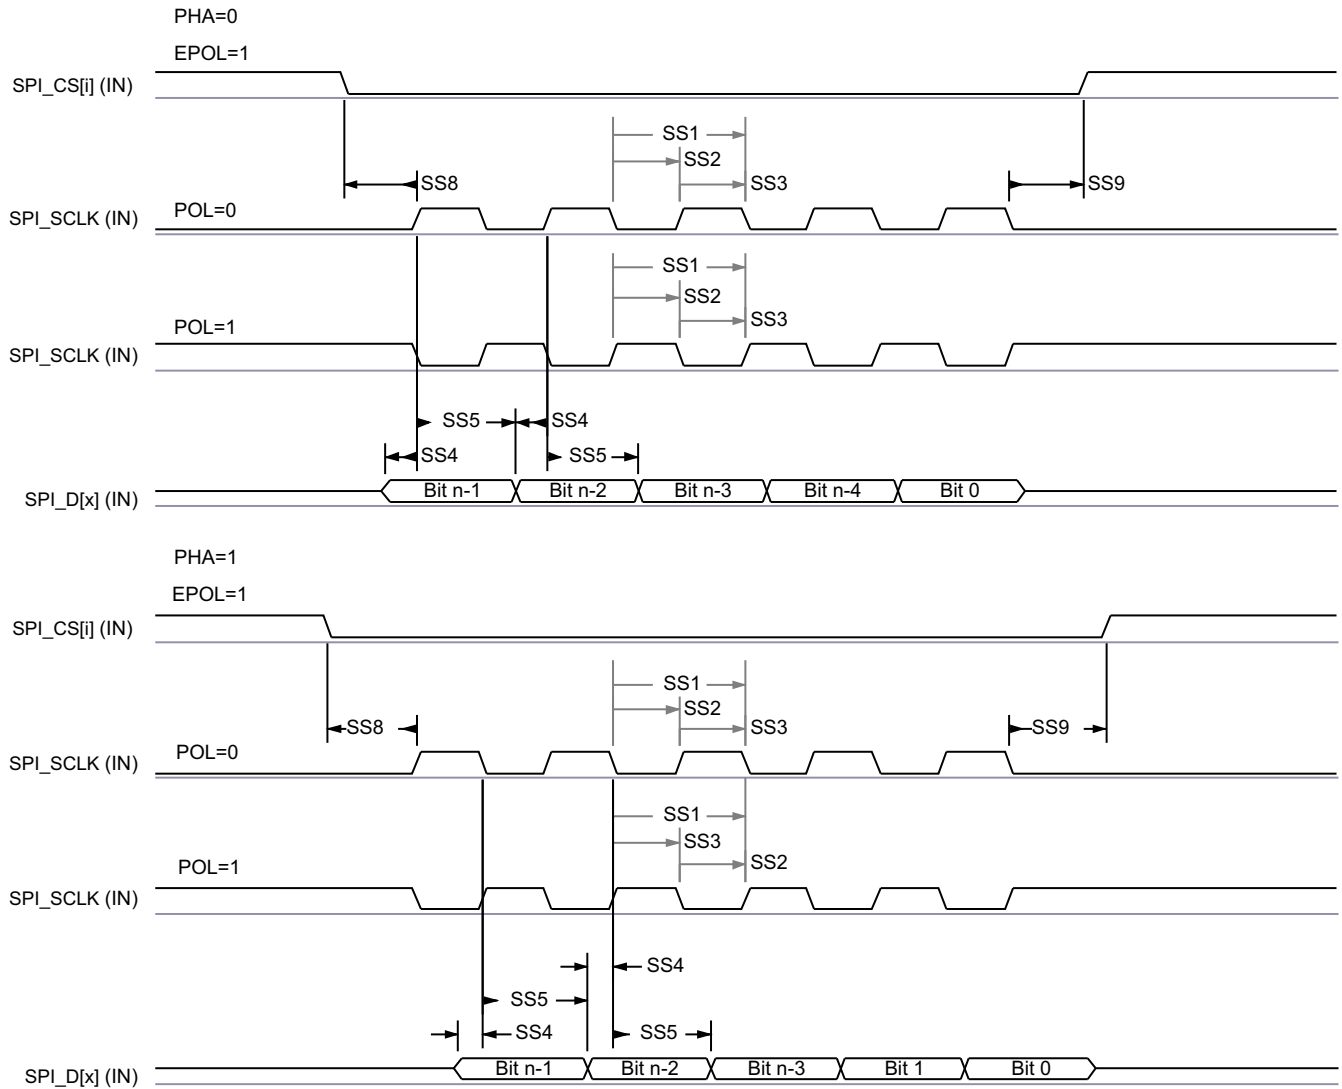 PHA=0
EPOL=1
SPI_CS[i] (IN)
SS1
SS2
SS8 SS3 SS9
POL=0
SPI_SCLK (IN)
SS1
SS2
SS3
POL=1
SPI_SCLK (IN)
SS5 SS4
SS4 SS5
SPI_D[x] (IN) Bit n-1 Bit n-2 Bit n-3 Bit n-4 Bit 0
PHA=1
EPOL=1
SPI_CS[i] (IN)
SS1
SS2
SS8 SS3 SS9
POL=0
SPI_SCLK (IN)
SS1
SS3
SS2
POL=1
SPI_SCLK (IN)
SS4
SS5
SS4 SS5
SPI_D[x] (IN) Bit n-1 Bit n-2 Bit n-3 Bit 1 Bit 0